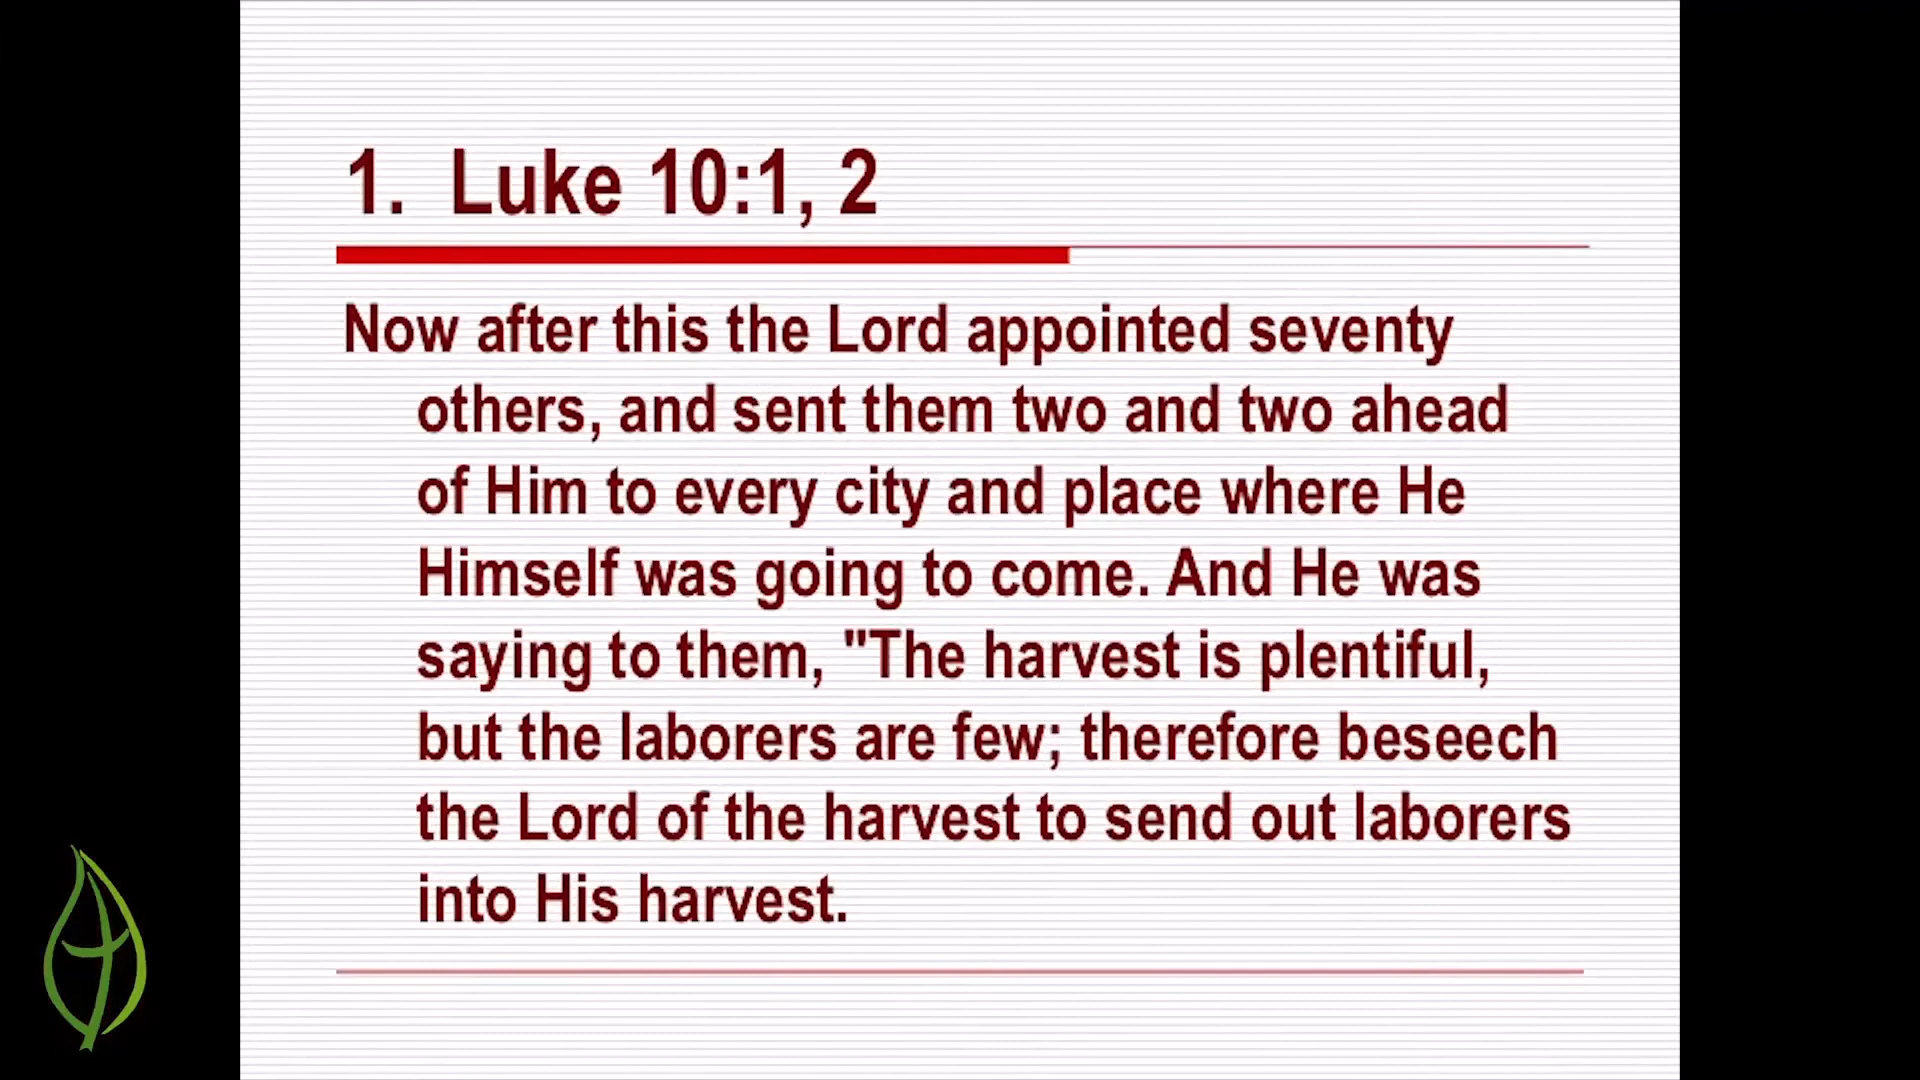 1. Luke 10:1, 2
Now after this the Lord appointed seventy
others, and sent them two and two ahead
of Him to every city and place where He
Himself was going to come. And He was
saying to them, "The harvest is plentiful,
but the laborers are few; therefore beseech
the Lord of the harvest to send out laborers
into His harvest.